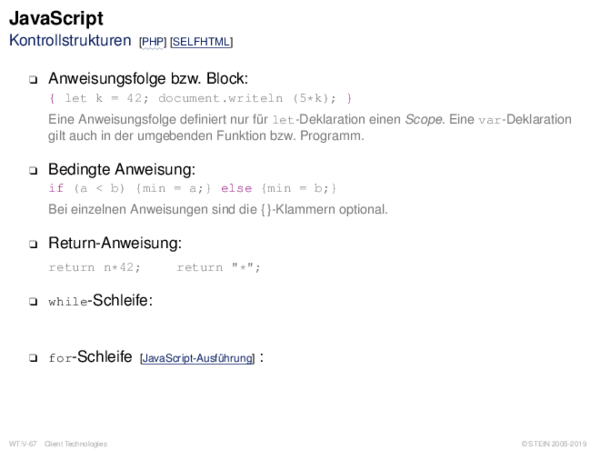 JavaScript
Kontrollstrukturen [PHP] [SELFHTML]
❑ Anweisungsfolge bzw. Block:
{ let k = 42; document.writeln (5*k); }
Eine Anweisungsfolge definiert nur für let-Deklaration einen Scope. Eine var-Deklaration
gilt auch in der umgebenden Funktion bzw. Programm.
❑ Bedingte Anweisung:
if (a < b) {min = a;} else {min = b;}
Bei einzelnen Anweisungen sind die {}-Klammern optional.
❑ Return-Anweisung:
return n*42; return "*";
❑ while-Schleife:
❑ for-Schleife [JavaScript-Ausführung] :
WT:V-67 Client Technologies © STEIN 2005-2019